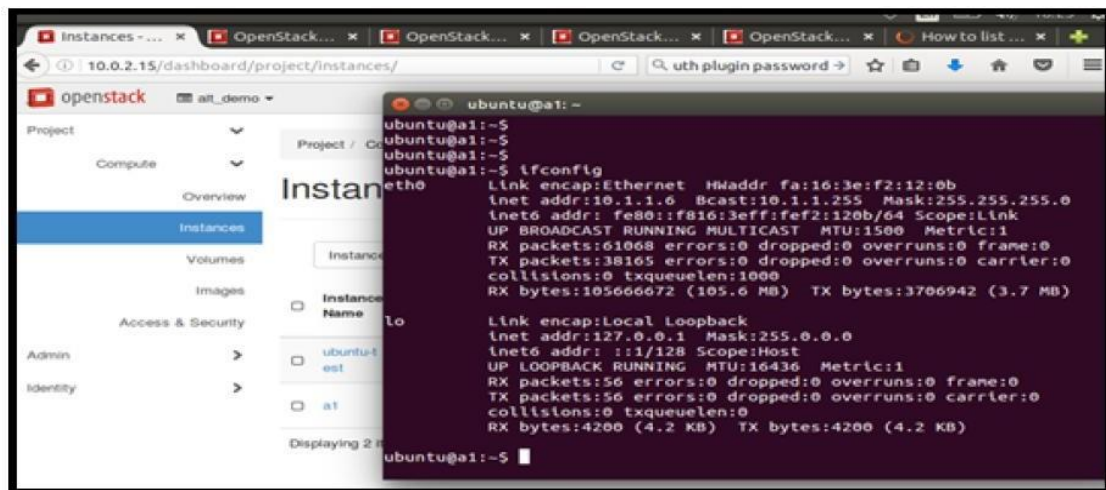 Instances - ... × OpenStack... × OpenStack... × OpenStack... × OpenStack... × How to list ... ×
10.0.2.15/dashboard/project/instances/ uth plugin password →
openstack alt_demo
Project
Compute
Overview
Instances
Volumes
Images
Access & Security
Admin
Identity
Project /
Instan
Instance
Instance
Name
ubuntu-t
est
a1
Displaying 2
ubuntu@a1: ~
ubuntu@a1:~$
ubuntu@a1:~$
ubuntu@a1:~$
ubuntu@a1:~$ ifconfig
eth0 Link encap:Ethernet HWaddr fa:16:3e:f2:12:0b
inet addr:10.1.1.6 Bcast:10.1.1.255 Mask:255.255.255.0
inet6 addr: fe80::f816:3eff:fef2:120b/64 Scope:Link
UP BROADCAST RUNNING MULTICAST MTU:1500 Metric:1
RX packets:61068 errors:0 dropped:0 overruns:0 frame:0
TX packets:38165 errors:0 dropped:0 overruns:0 carrier:0
collisions:0 txqueuelen:1000
RX bytes:105666672 (105.6 MB) TX bytes:3706942 (3.7 MB)
lo Link encap:Local Loopback
inet addr:127.0.0.1 Mask:255.0.0.0
inet6 addr: ::1/128 Scope:Host
UP LOOPBACK RUNNING MTU:16436 Metric:1
RX packets:56 errors:0 dropped:0 overruns:0 frame:0
TX packets:56 errors:0 dropped:0 overruns:0 carrier:0
collisions:0 txqueuelen:0
RX bytes:4200 (4.2 KB) TX bytes:4200 (4.2 KB)
ubuntu@a1:~$